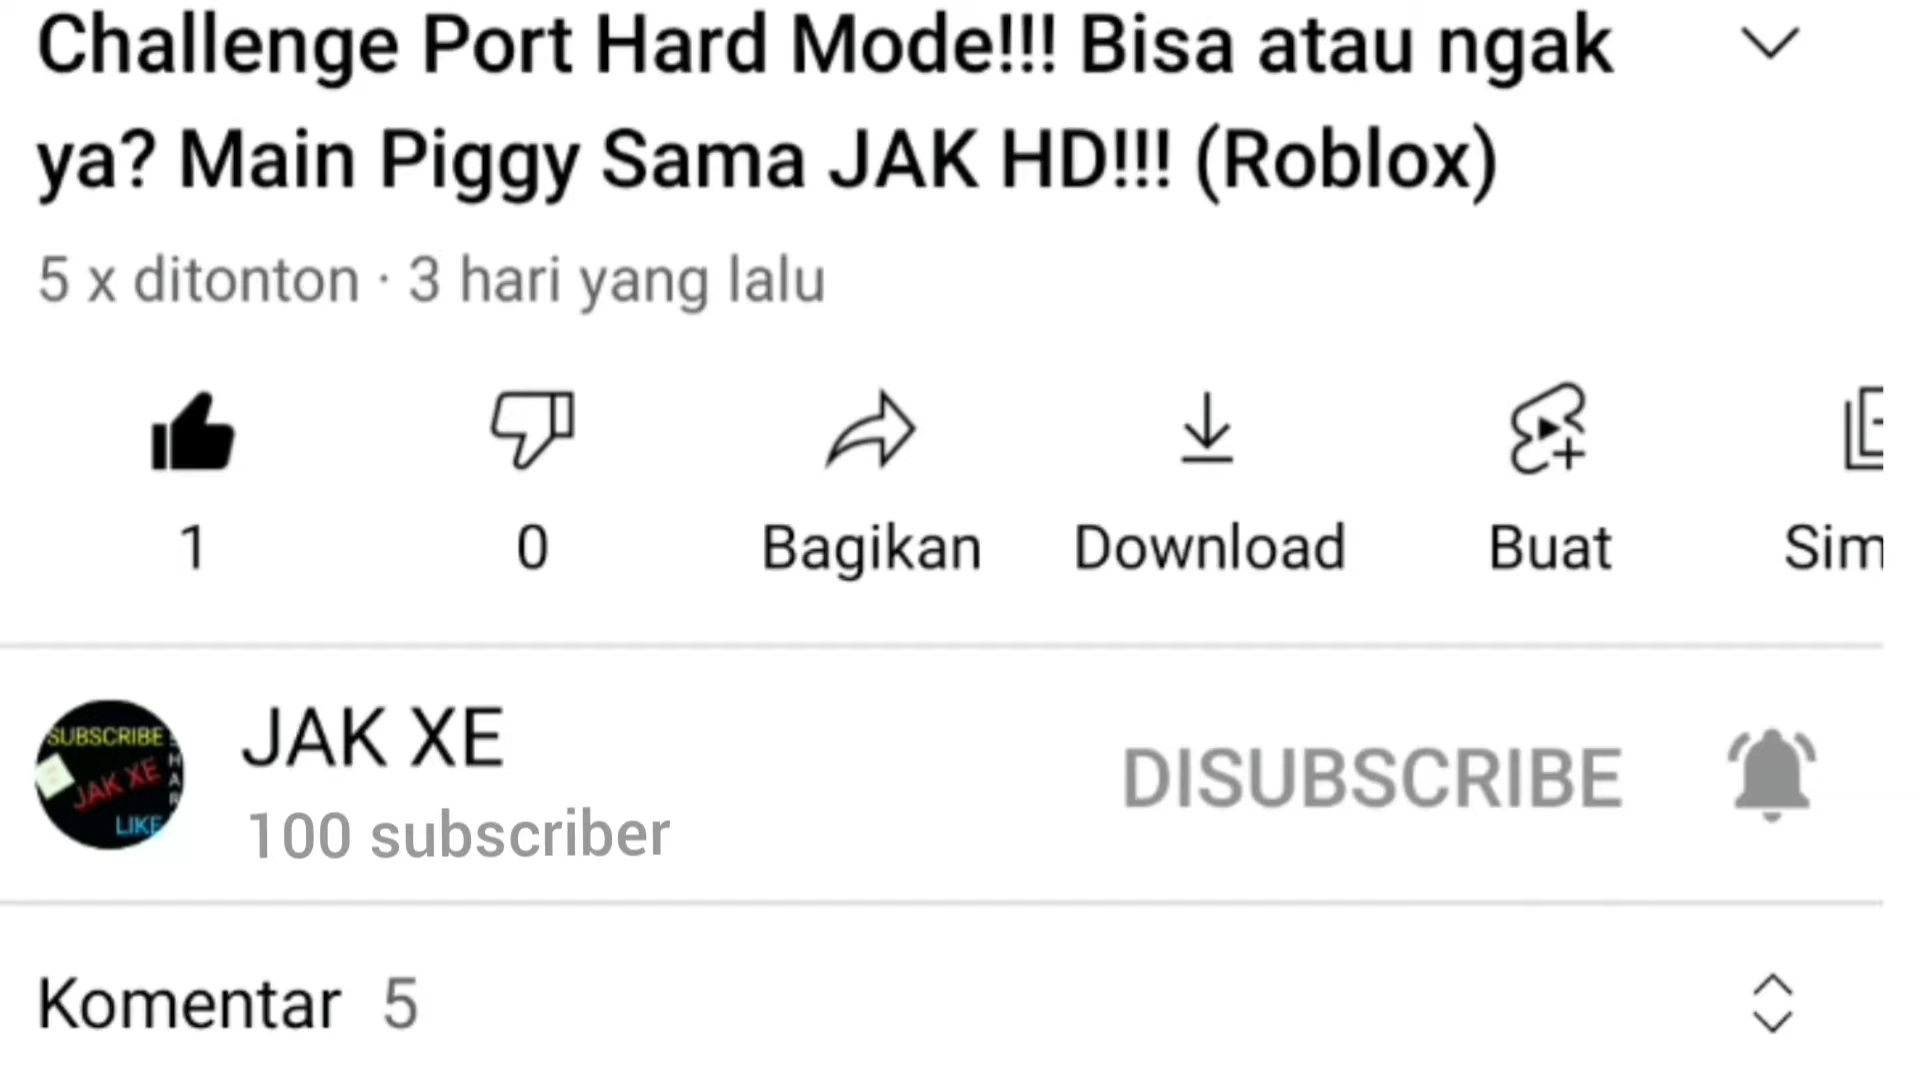 Challenge Port Hard Mode!!! Bisa atau ngak
ya? Main Piggy Sama JAK HD!!! (Roblox)
5 x ditonton · 3 hari yang lalu
1
0
Bagikan
Download
Buat
Sim
SUBSCRIBE
JAK XE
LIKE
JAK XE
100 subscriber
DISUBSCRIBE
Komentar 5